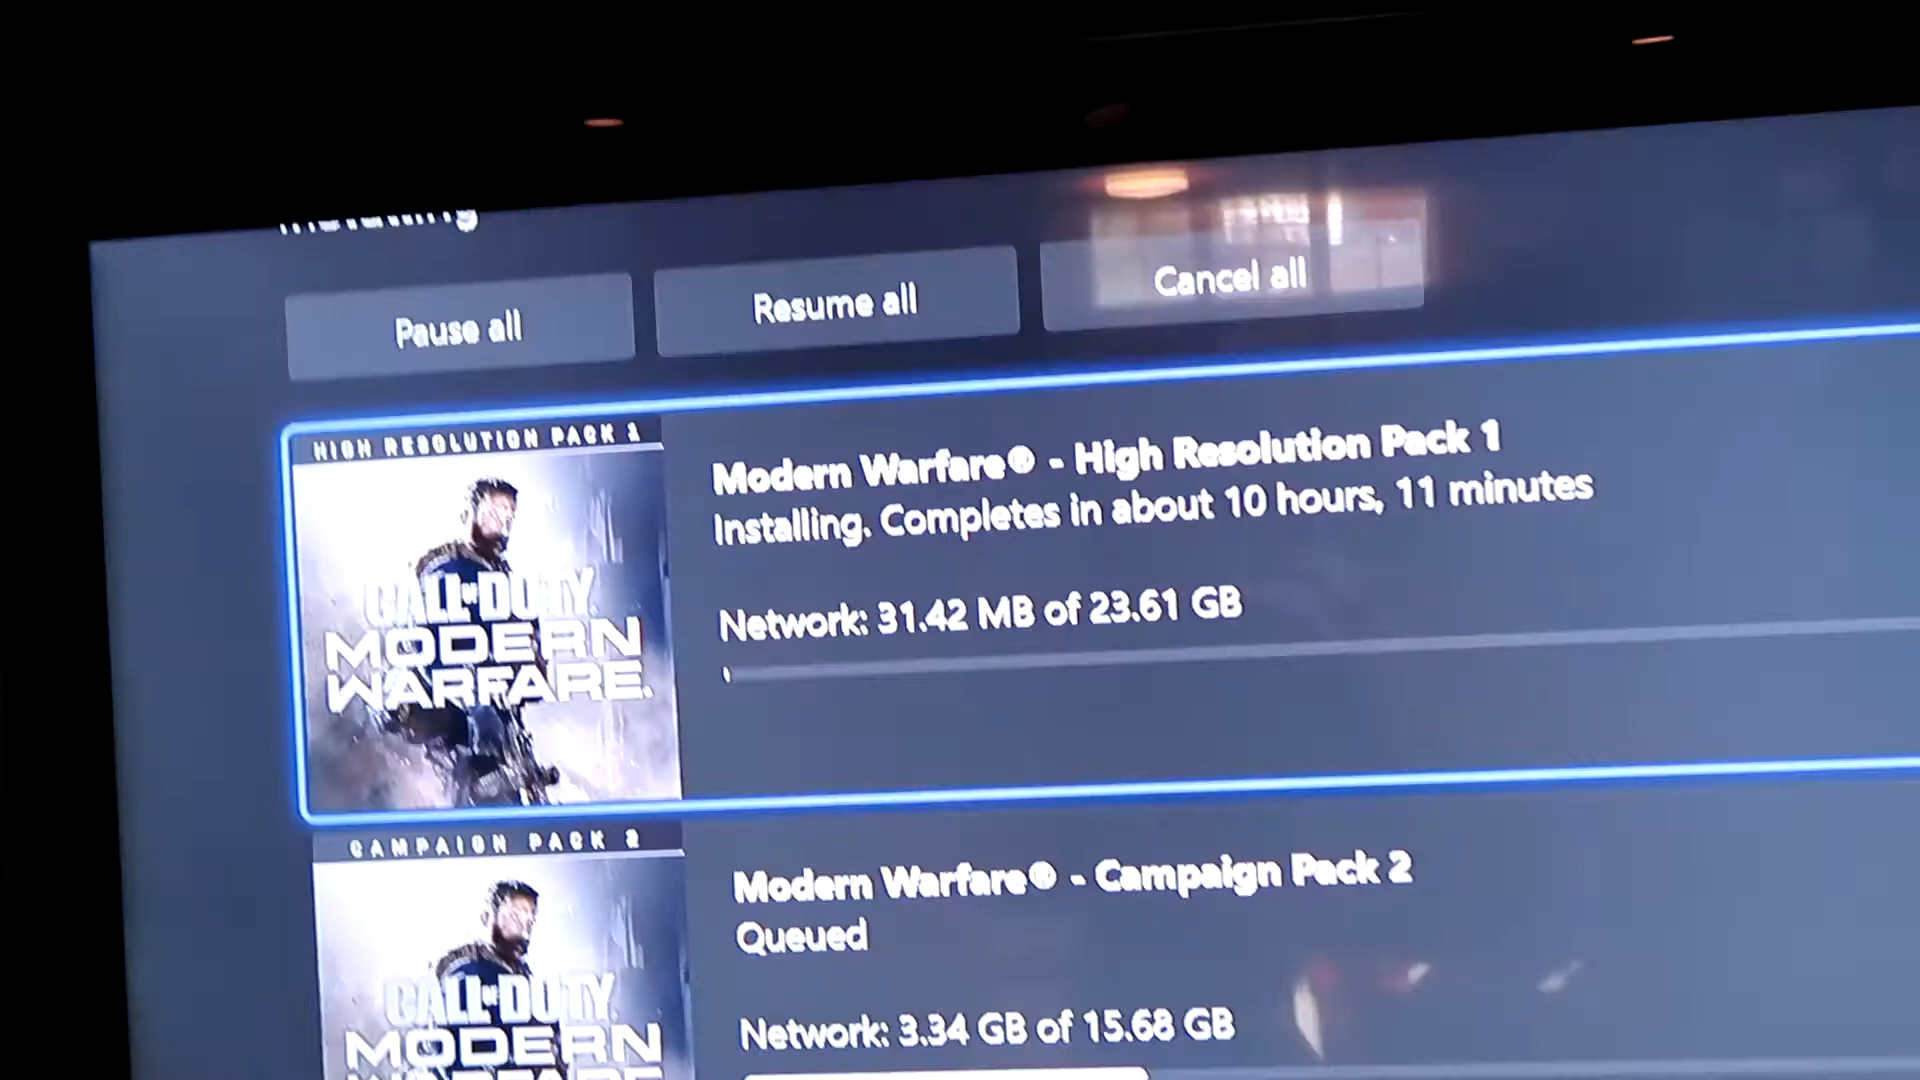 Pause all
Resume all
Cancel all
HIGH RESOLUTION PACK 1
CALL OF DUTY
MODERN
WARFARE.
Modern Warfare® - High Resolution Pack 1
Installing. Completes in about 10 hours, 11 minutes
Network: 31.42 MB of 23.61 GB
CAMPAIGN PACK 2
CALL OF DUTY
MODERN
Modern Warfare® - Campaign Pack 2
Queued
Network: 3.34 GB of 15.68 GB